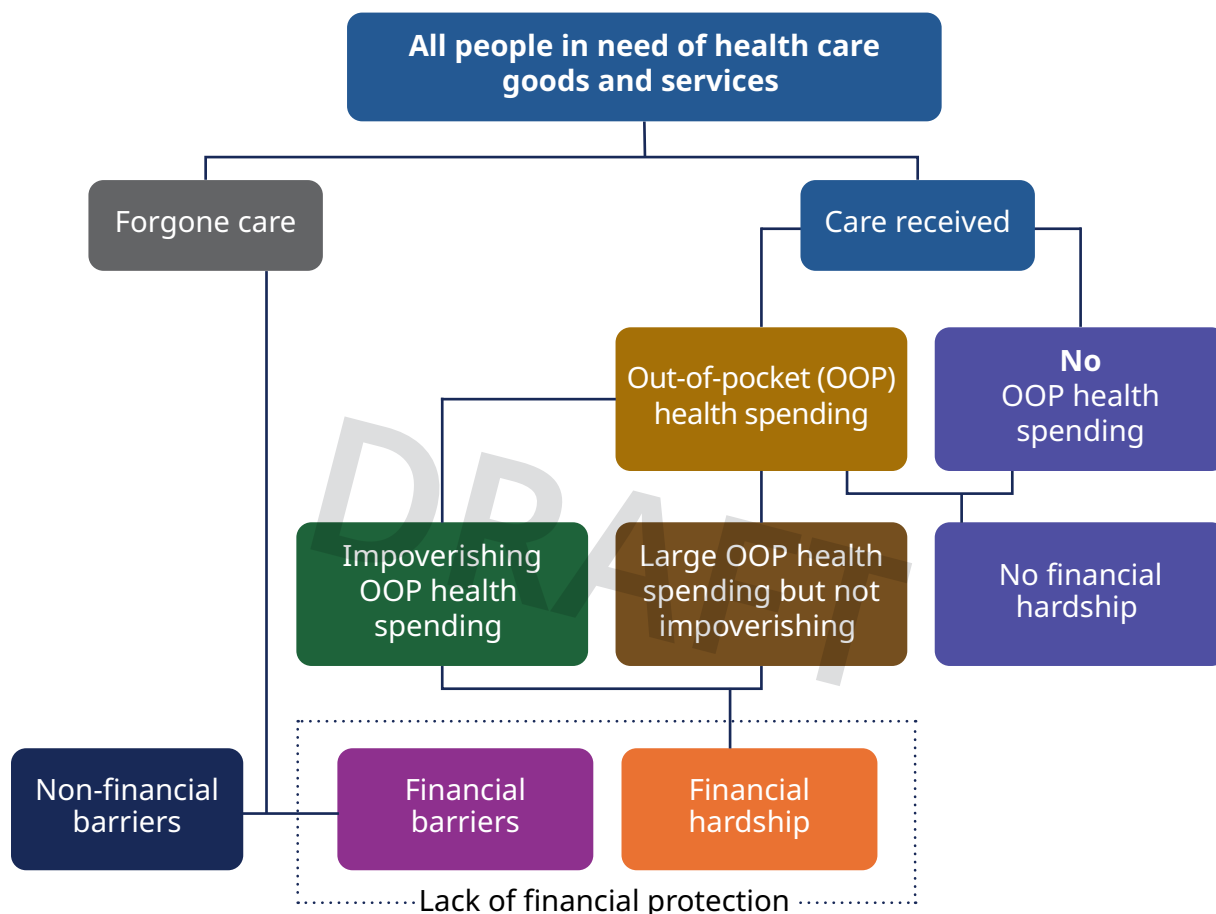 All people in need of health care
goods and services
Forgone care
Care received
Out-of-pocket (OOP)
health spending
No
OOP health
spending
DRAFT
Impoverishing
OOP health
spending
Large OOP health
spending but not
impoverishing
No financial
hardship
Non-financial
barriers
Financial
barriers
Financial
hardship
Lack of financial protection